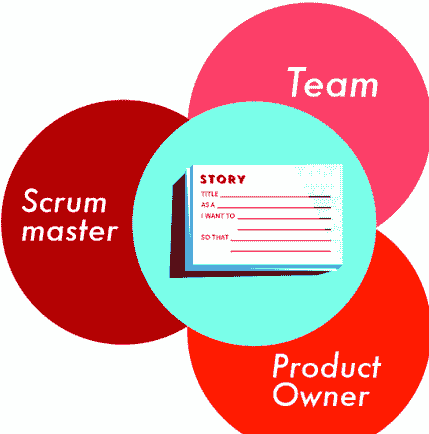 Team
Scrum
master
STORY
TITLE
AS A
I WANT TO
SO THAT
Product
Owner